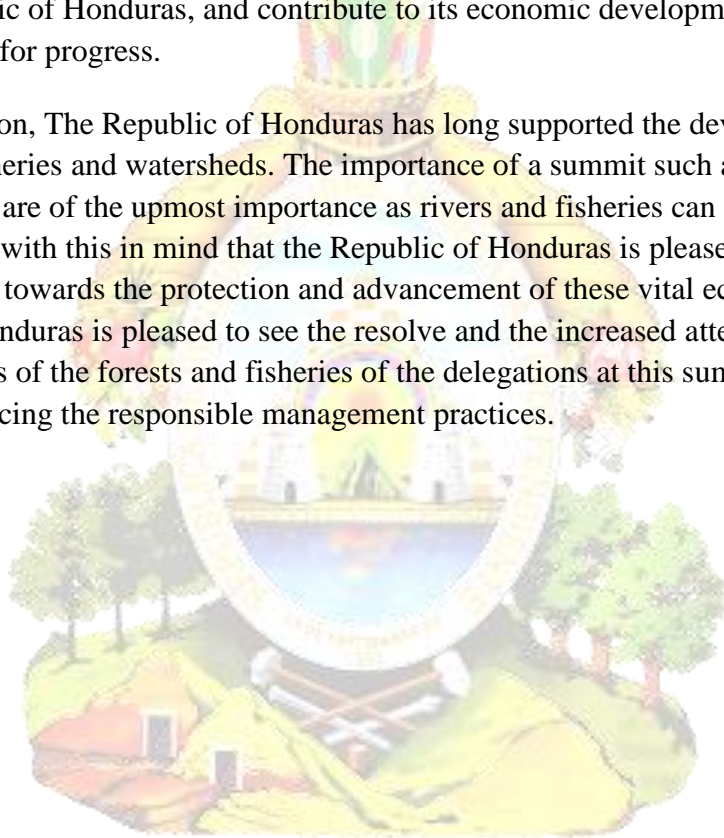 ic of Honduras, and contribute to its economic developm
for progress.
on, The Republic of Honduras has long supported the dev
neries and watersheds. The importance of a summit such a
are of the upmost importance as rivers and fisheries can
with this in mind that the Republic of Honduras is please
towards the protection and advancement of these vital ec
nduras is pleased to see the resolve and the increased atte
s of the forests and fisheries of the delegations at this sum
cing the responsible management practices.